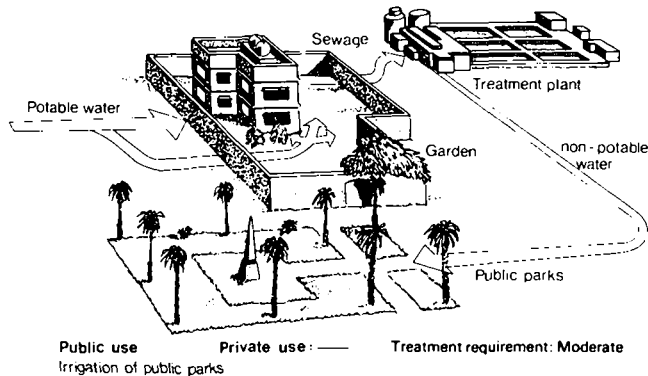 Sewage
Treatment plant
Potable water
non-potable
water
Garden
Public parks
Public use Private use: — Treatment requirement: Moderate
Irrigation of public parks